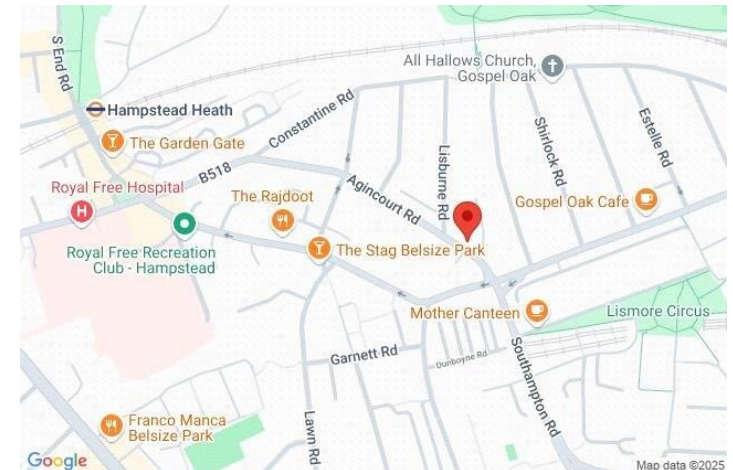 S End Rd
All Hallows Church,
Gospel Oak
Hampstead Heath
Constantine Rd
The Garden Gate
B518
Lisburne Rd
Shirlock Rd
Estelle Rd
Royal Free Hospital
H
The Rajdoot
Agincourt Rd
Gospel Oak Cafe
Royal Free Recreation
Club - Hampstead
The Stag Belsize Park
Mother Canteen
Lismore Circus
Garnett Rd
Dunboyne Rd
Southampton Rd
Lawn Rd
Franco Manca
Belsize Park
Google
Map data ©2025